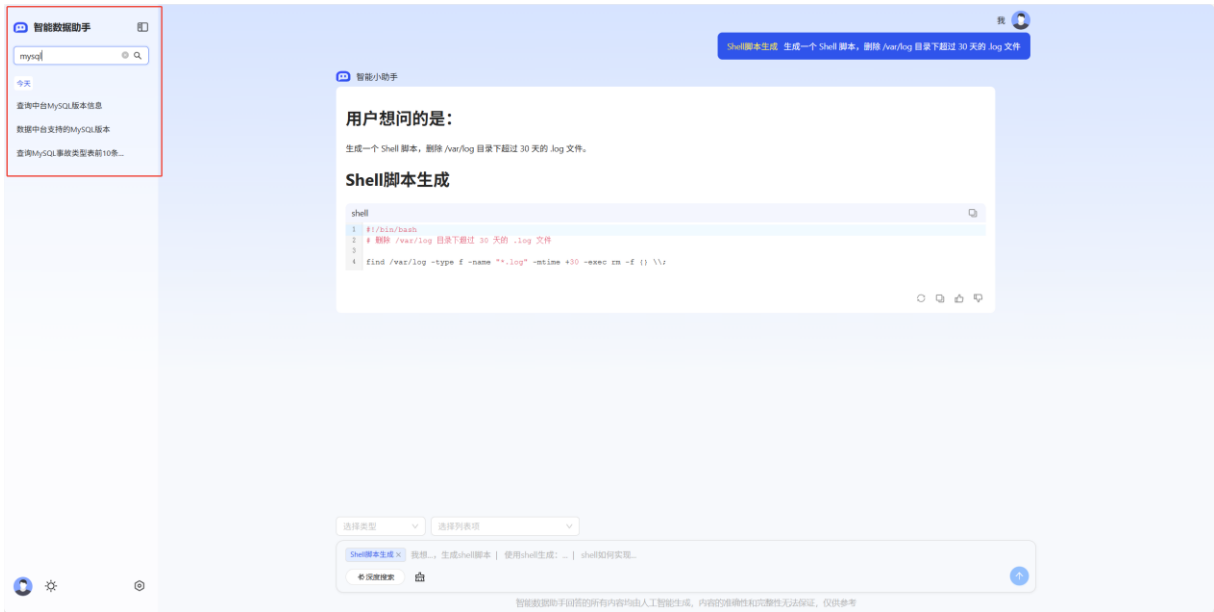 智能数据助手
mysql
今天
查询中台MySQL版本信息
数据中台支持的MySQL版本
查询MySQL事故类型表前10条...
我
Shell脚本生成 生成一个 Shell 脚本，删除 /var/log 目录下超过 30 天的 .log 文件
智能小助手
用户想问的是：
生成一个 Shell 脚本，删除 /var/log 目录下超过 30 天的 .log 文件。
Shell脚本生成
shell
1 #!/bin/bash
2 # 删除 /var/log 目录下超过 30 天的 .log 文件
3
4 find /var/log -type f -name "*.log" -mtime +30 -exec rm -f {} \\;
选择类型
选择列表项
Shell脚本生成 × 我想...，生成shell脚本 | 使用shell生成：... | shell如何实现...
深度搜索
智能数据助手回答的所有内容均由人工智能生成，内容的准确性和完整性无法保证，仅供参考